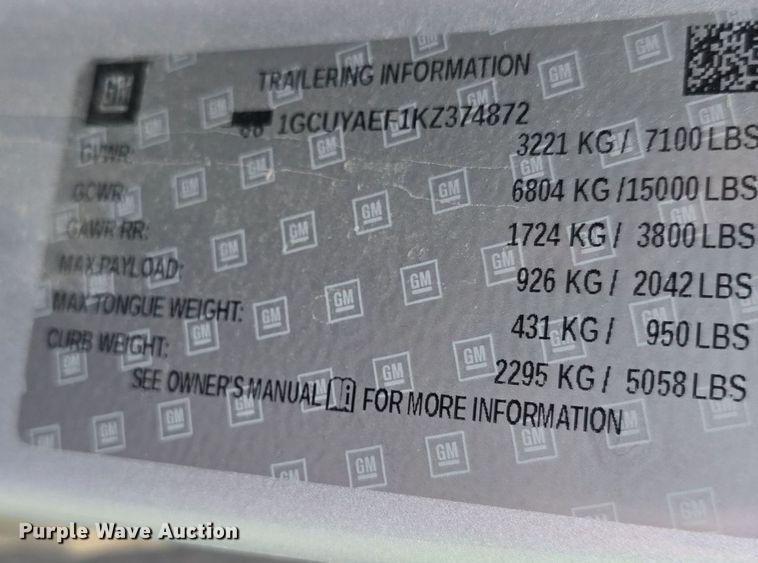 GM
TRAILERING INFORMATION
1GCUYAEF1KZ374872
GVWR: 3221 KG / 7100 LBS
GCWR: 6804 KG / 15000 LBS
GAWR RR: 1724 KG / 3800 LBS
MAX PAYLOAD: 926 KG / 2042 LBS
MAX TONGUE WEIGHT: 431 KG / 950 LBS
CURB WEIGHT: 2295 KG / 5058 LBS
SEE OWNER'S MANUAL FOR MORE INFORMATION
Purple Wave Auction